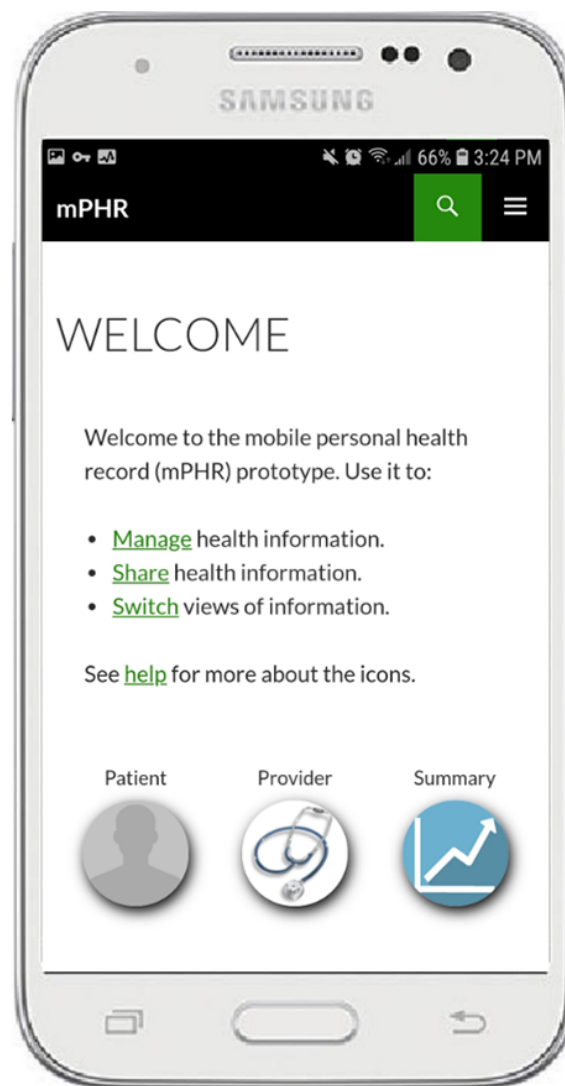 SAMSUNG
66% 3:24 PM
mPHR
WELCOME
Welcome to the mobile personal health
record (mPHR) prototype. Use it to:
• Manage health information.
• Share health information.
• Switch views of information.
See help for more about the icons.
Patient Provider Summary